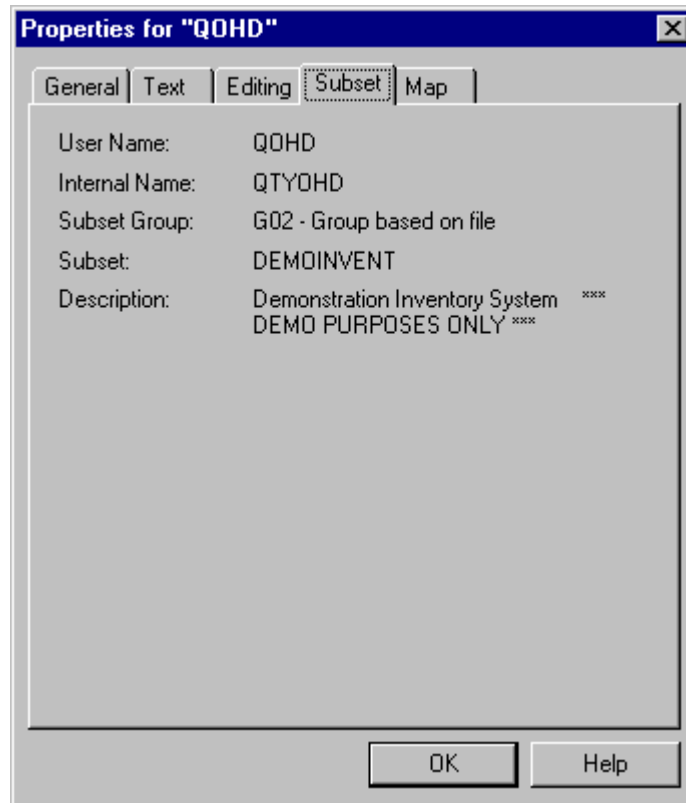 Properties for "QOHD"
General Text Editing Subset Map
User Name: QOHD
Internal Name: QTYOHD
Subset Group: G02 - Group based on file
Subset: DEMOINVENT
Description: Demonstration Inventory System ***
DEMO PURPOSES ONLY ***
OK Help